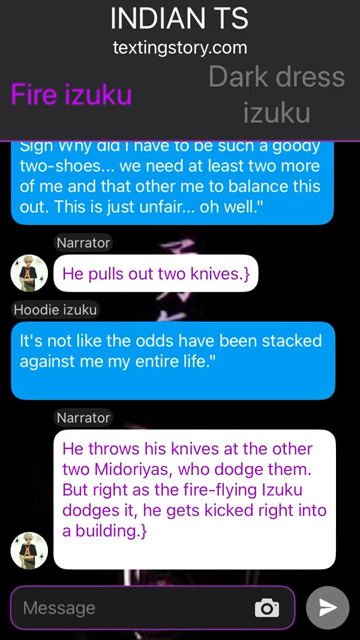 INDIAN TS
textingstory.com
Fire izuku
Dark dress
izuku
Sigh Why did I have to be such a goody
two-shoes... we need at least two more
of me and that other me to balance this
out. This is just unfair... oh well."
Narrator
He pulls out two knives.}
Hoodie izuku
It's not like the odds have been stacked
against me my entire life."
Narrator
He throws his knives at the other
two Midoriyas, who dodge them.
But right as the fire-flying Izuku
dodges it, he gets kicked right into
a building.}
Message